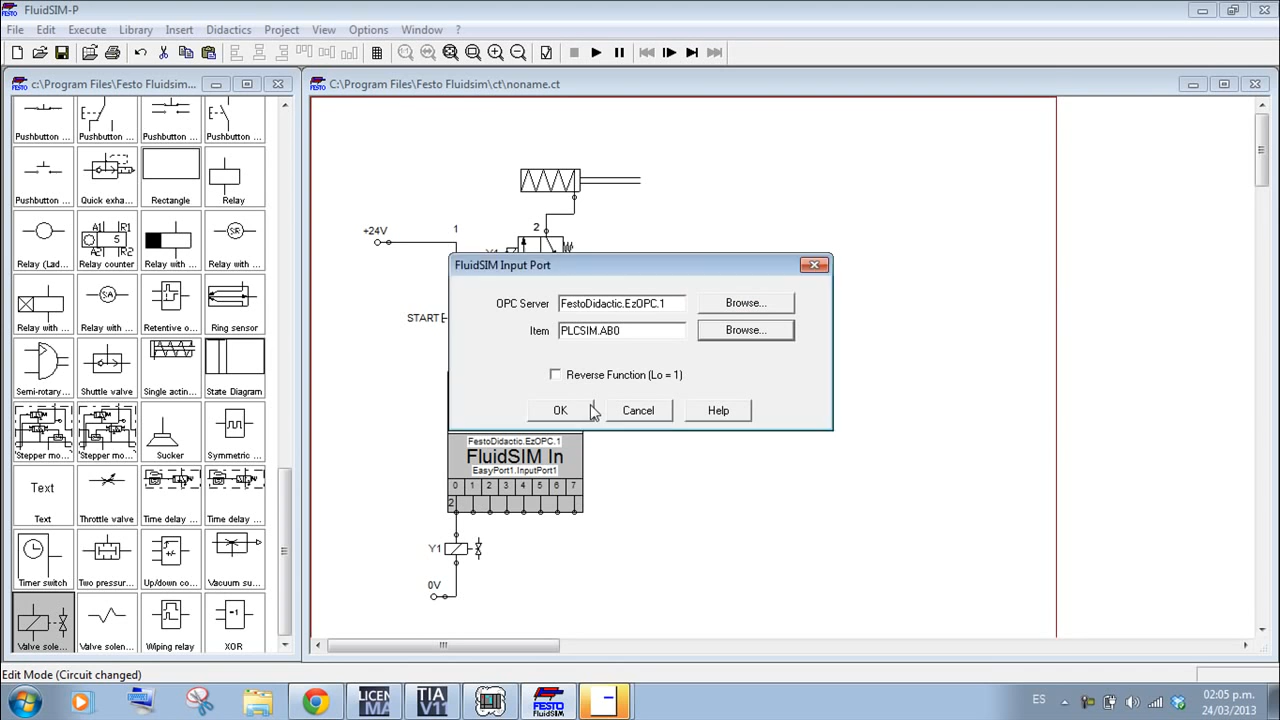 FluidSIM-P
File Edit Execute Library Insert Didactics Project View Options Window ?
c:\Program Files\Festo Fluidsim...
C:\Program Files\Festo Fluidsim\ct\noname.ct
Pushbutton ... Pushbutton ... Pushbutton ... Pushbutton ...
Pushbutton ... Quick exha... Rectangle Relay
A1 R1
5
A2 R2
Relay (Lad... Relay counter Relay with ... Relay with ...
Relay with ... Relay with ... Retentive o... Ring sensor
Semi-rotary... Shuttle valve Single actin... State Diagram
Stepper mo... Stepper mo... Sucker Symmetric ...
Text
Text Throttle valve Time delay ... Time delay ...
Timer switch Two pressur... Up/down co... Vacuum su...
Valve sole... Valve solen... Wiping relay XOR
+24V
1
2
START
FluidSIM Input Port
OPC Server FestoDidactic.EzOPC.1 Browse...
Item PLCSIM.AB0 Browse...
Reverse Function (Lo = 1)
OK Cancel Help
FestoDidactic.EzOPC.1
FluidSIM In
EasyPort1.InputPort1
0 1 2 3 4 5 6 7
2
Y1
0V
Edit Mode (Circuit changed)
LICEN
MA
TIA
V11
FESTO
FluidSIM
ES
02:05 p.m.
24/03/2013